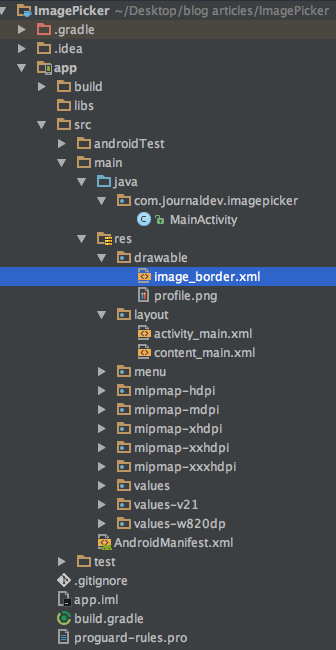 ImagePicker ~/Desktop/blog articles/ImagePicker
.gradle
.idea
app
build
libs
src
androidTest
main
java
com.journaldev.imagepicker
C MainActivity
res
drawable
image_border.xml
profile.png
layout
activity_main.xml
content_main.xml
menu
mipmap-hdpi
mipmap-mdpi
mipmap-xhdpi
mipmap-xxhdpi
mipmap-xxxhdpi
values
values-v21
values-w820dp
AndroidManifest.xml
test
.gitignore
app.iml
build.gradle
proguard-rules.pro